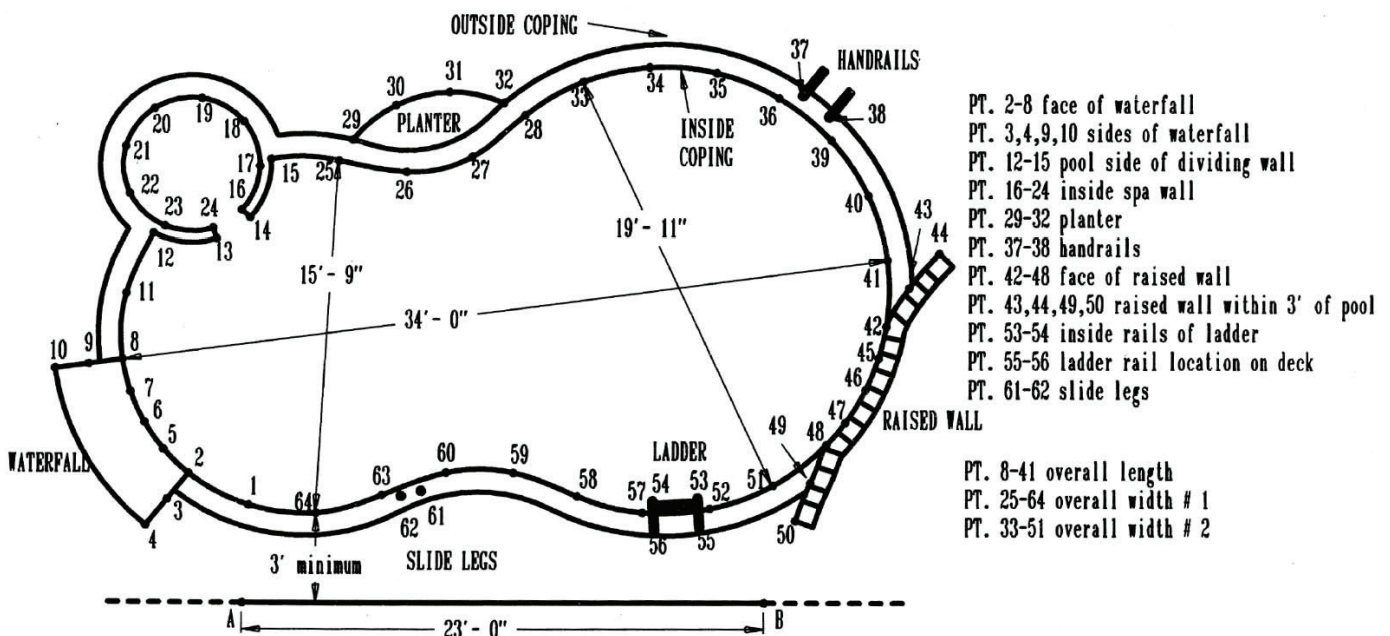 OUTSIDE COPING
37
HANDRAILS
38
31
30
32
34
33
35
29
PLANTER
28
INSIDE
COPING
36
39
19
20
18
21
17
15
25
26
27
16
22
14
23
24
12
13
40
43
44
19'- 11"
15'- 9"
41
11
34'- 0"
42
10
9
8
45
7
46
6
47
RAISED WALL
5
49
48
WATERFALL
2
63
60
59
LADDER
54
53
51
1
64
58
57
52
3
62
61
4
56
55
50
3' minimum
SLIDE LEGS
A
B
23'- 0"
PT. 2-8 face of waterfall
PT. 3,4,9,10 sides of waterfall
PT. 12-15 pool side of dividing wall
PT. 16-24 inside spa wall
PT. 29-32 planter
PT. 37-38 handrails
PT. 42-48 face of raised wall
PT. 43,44,49,50 raised wall within 3' of pool
PT. 53-54 inside rails of ladder
PT. 55-56 ladder rail location on deck
PT. 61-62 slide legs
PT. 8-41 overall length
PT. 25-64 overall width # 1
PT. 33-51 overall width # 2